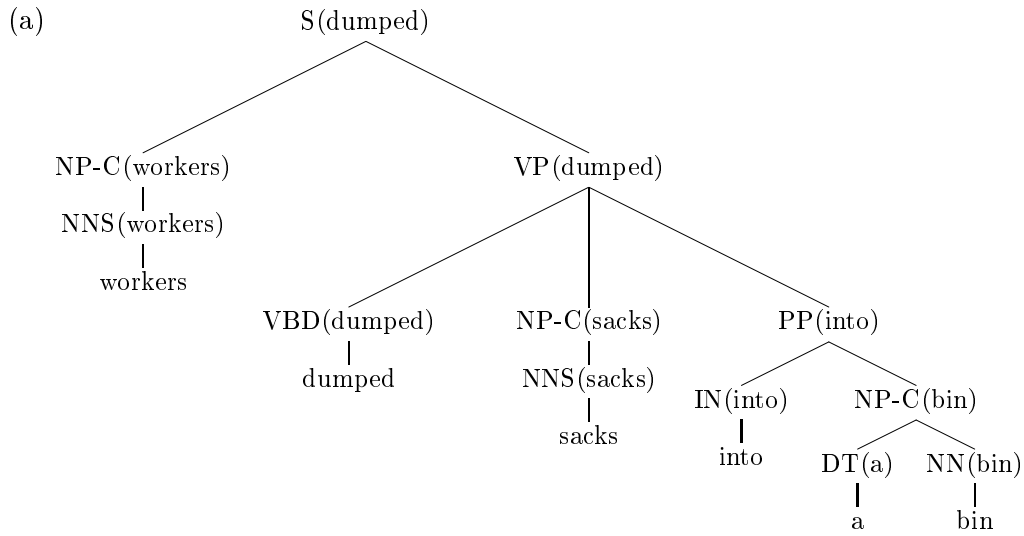 (a) S(dumped)
NP-C(workers) VP(dumped)
NNS(workers)
workers
VBD(dumped) NP-C(sacks) PP(into)
dumped NNS(sacks)
IN(into) NP-C(bin)
sacks
into
DT(a) NN(bin)
a bin